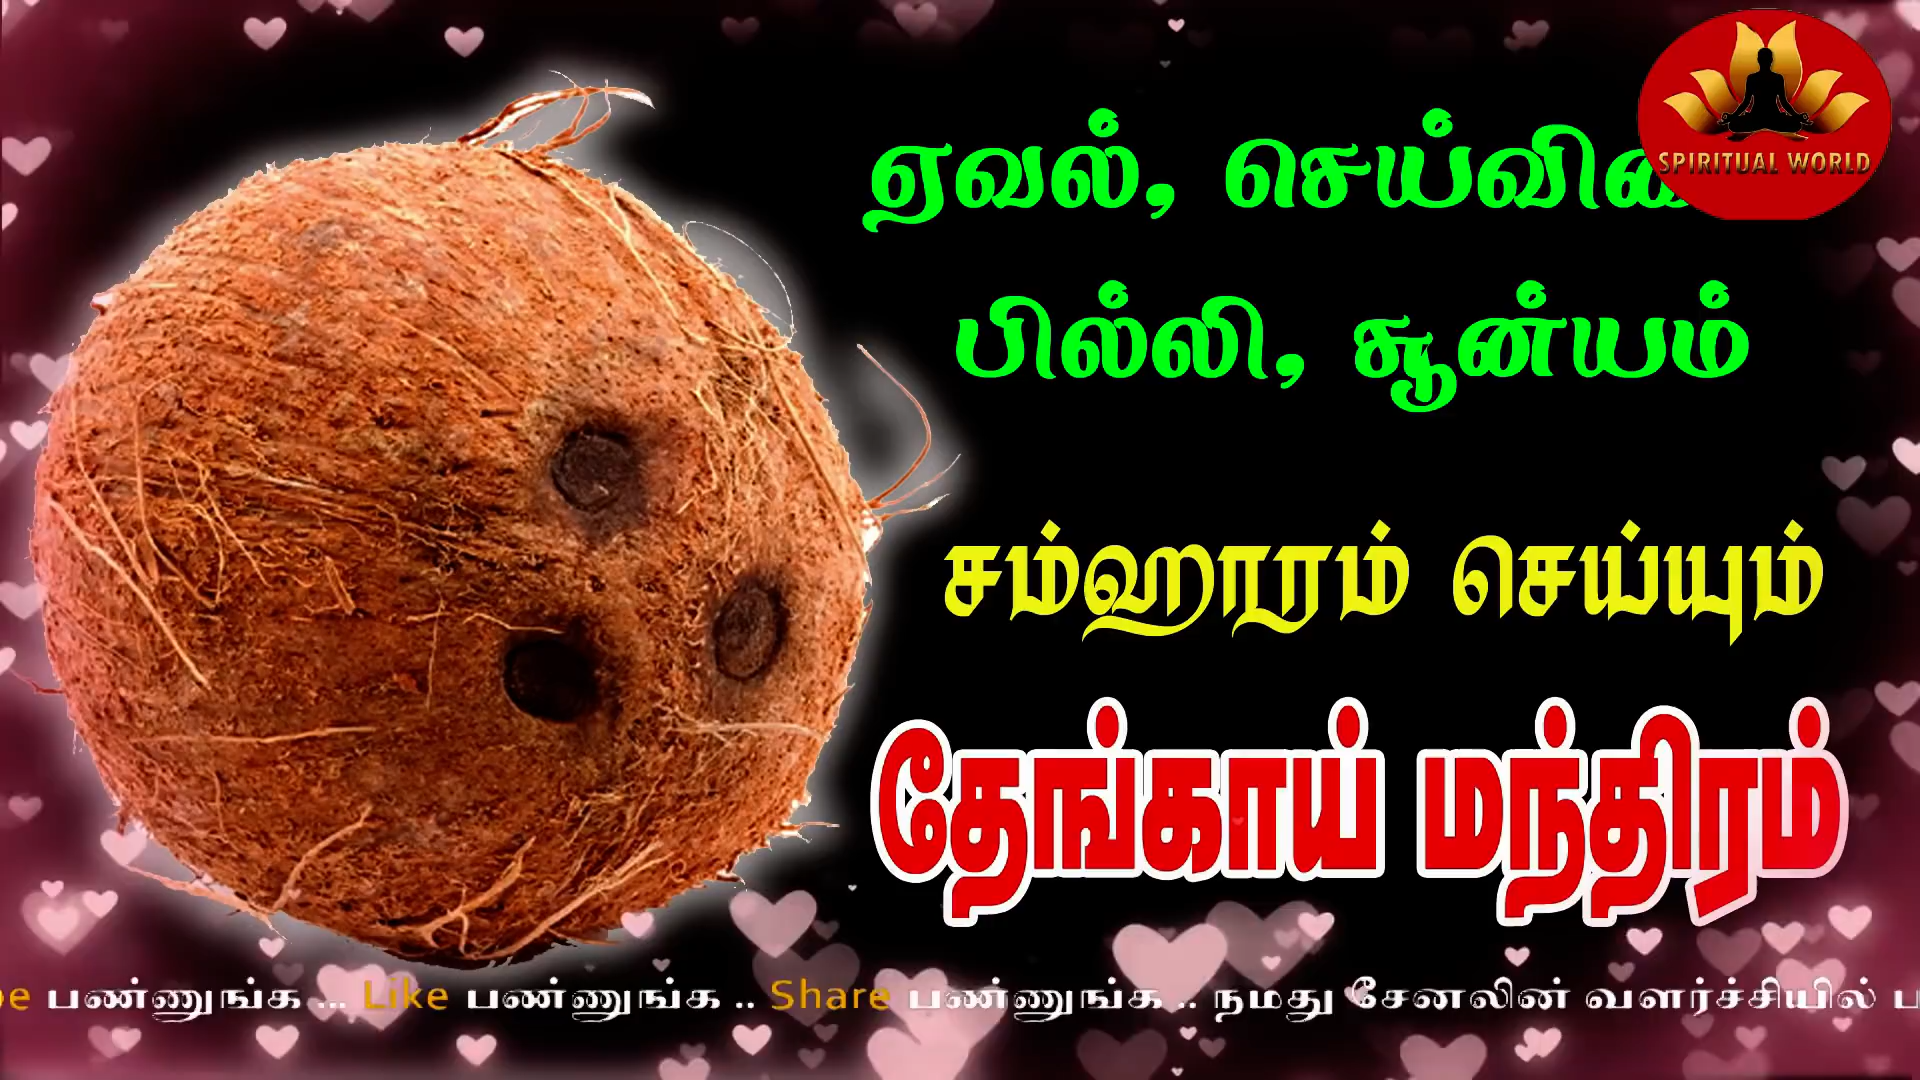 ஏவல்,
பில்லி, சூன்யம்
சம்ஹாரம் செய்யும்
தேங்காய் மந்திரம்
SPIRITUAL WORLD
பண்ணுங்க ... Like பண்ணுங்க .. Share பண்ணுங்க .. நமது சேனலின் வளர்ச்சியில்